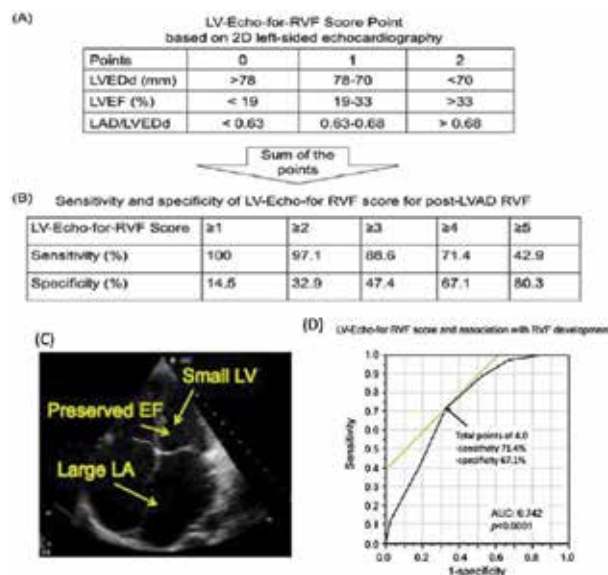 (A)
LV-Echo-for-RVF Score Point
based on 2D left-sided echocardiography
Points 0 1 2
LVEDd (mm) >78 78-70 <70
LVEF (%) < 19 19-33 >33
LAD/LVEDd < 0.63 0.63-0.68 > 0.68
Sum of the
points
(B) Sensitivity and specificity of LV-Echo-for RVF score for post-LVAD RVF
LV-Echo-for-RVF Score ≥1 ≥2 ≥3 ≥4 ≥5
Sensitivity (%) 100 97.1 88.6 71.4 42.9
Specificity (%) 14.5 32.9 47.4 67.1 80.3
(C)
Small LV
Preserved EF
Large LA
(D)
LV-Echo-for RVF score and association with RVF development
Sensitivity
1.0
0.9
0.8
0.7
0.6
0.5
0.4
0.3
0.2
0.1
0.0
Total points of 4.0
-sensitivity 71.4%
-specificity 67.1%
AUC: 0.742
p<0.0001
0.0 0.2 0.4 0.6 0.8 1.0
1-specificity